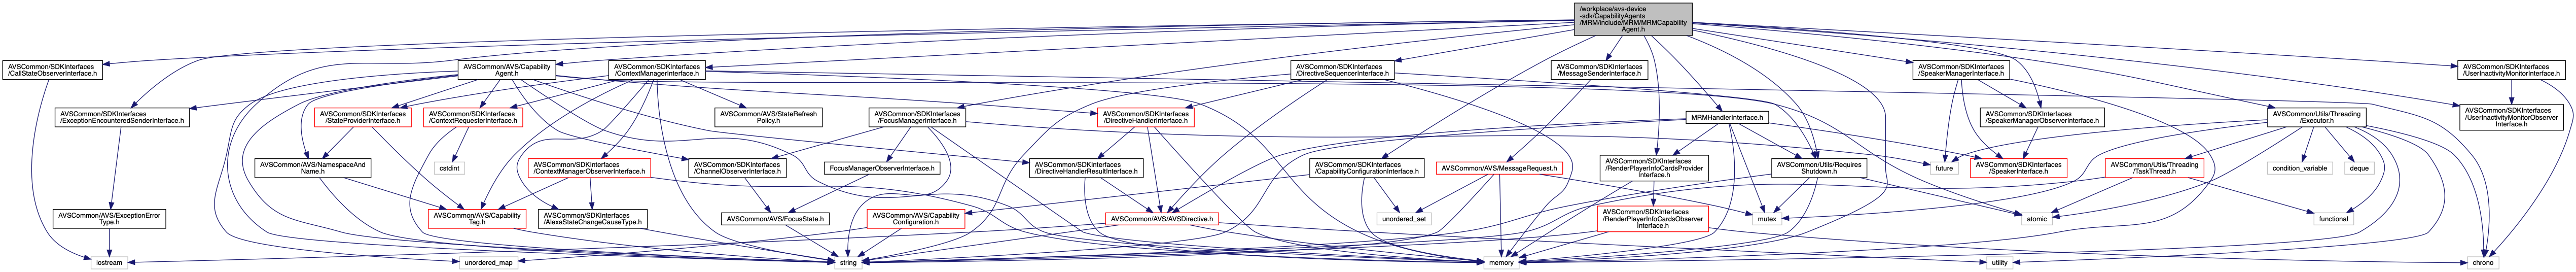 /workplace/avs-device
-sdk/CapabilityAgents
/MRM/include/MRM/MRMCapability
Agent.h
AVSCommon/SDKInterfaces
/CallStateObserverInterface.h
AVSCommon/AVS/Capability
Agent.h
AVSCommon/SDKInterfaces
/ContextManagerInterface.h
AVSCommon/SDKInterfaces
/DirectiveSequencerInterface.h
AVSCommon/SDKInterfaces
/MessageSenderInterface.h
AVSCommon/SDKInterfaces
/SpeakerManagerInterface.h
AVSCommon/SDKInterfaces
/UserInactivityMonitorInterface.h
AVSCommon/SDKInterfaces
/ExceptionEncounteredSenderInterface.h
AVSCommon/SDKInterfaces
/StateProviderInterface.h
AVSCommon/SDKInterfaces
/ContextRequesterInterface.h
AVSCommon/AVS/StateRefresh
Policy.h
AVSCommon/SDKInterfaces
/FocusManagerInterface.h
AVSCommon/SDKInterfaces
/DirectiveHandlerInterface.h
MRMHandlerInterface.h
AVSCommon/SDKInterfaces
/SpeakerManagerObserverInterface.h
AVSCommon/Utils/Threading
/Executor.h
AVSCommon/SDKInterfaces
/UserInactivityMonitorObserver
Interface.h
AVSCommon/AVS/NamespaceAnd
Name.h
cstdint
AVSCommon/SDKInterfaces
/ContextManagerObserverInterface.h
AVSCommon/SDKInterfaces
/ChannelObserverInterface.h
FocusManagerObserverInterface.h
AVSCommon/SDKInterfaces
/DirectiveHandlerResultInterface.h
AVSCommon/SDKInterfaces
/CapabilityConfigurationInterface.h
AVSCommon/AVS/MessageRequest.h
AVSCommon/SDKInterfaces
/RenderPlayerInfoCardsProvider
Interface.h
AVSCommon/Utils/Requires
Shutdown.h
future
AVSCommon/SDKInterfaces
/SpeakerInterface.h
AVSCommon/Utils/Threading
/TaskThread.h
condition_variable
deque
AVSCommon/AVS/ExceptionError
Type.h
AVSCommon/AVS/Capability
Tag.h
AVSCommon/SDKInterfaces
/AlexaStateChangeCauseType.h
AVSCommon/AVS/FocusState.h
AVSCommon/AVS/Capability
Configuration.h
AVSCommon/AVS/AVSDirective.h
unordered_set
mutex
AVSCommon/SDKInterfaces
/RenderPlayerInfoCardsObserver
Interface.h
atomic
functional
iostream
unordered_map
string
memory
utility
chrono